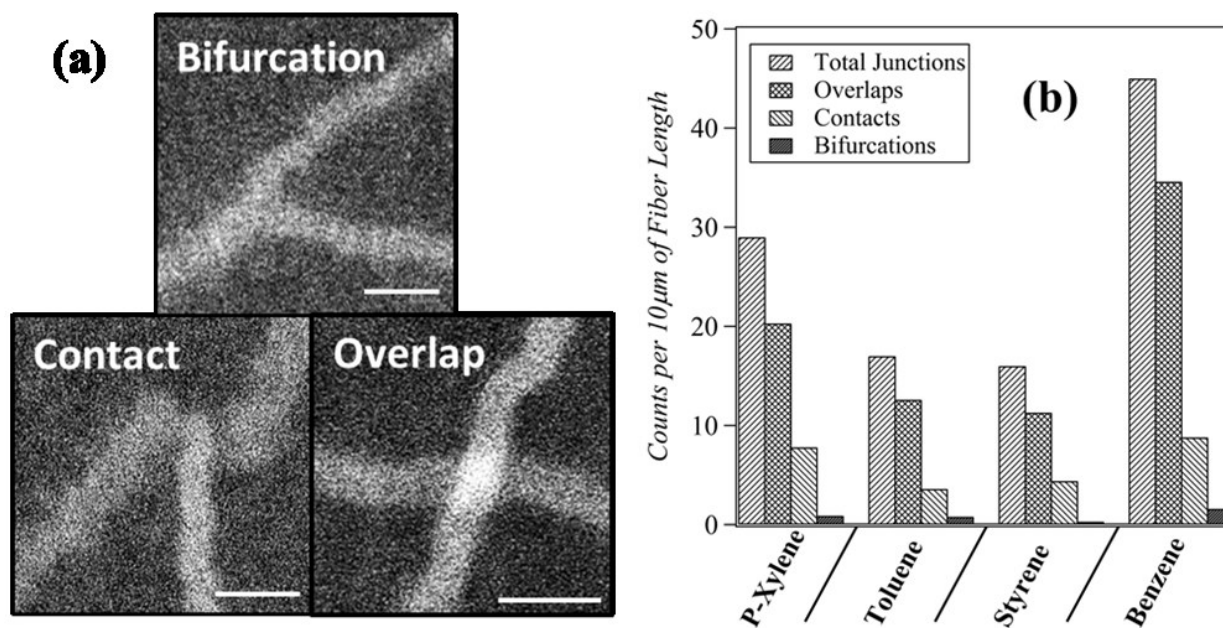 (a)
Bifurcation
Contact
Overlap
(b)
50
40
30
20
10
0
Counts per 10μm of Fiber Length
Total Junctions
Overlaps
Contacts
Bifurcations
P-Xylene
Toluene
Styrene
Benzene